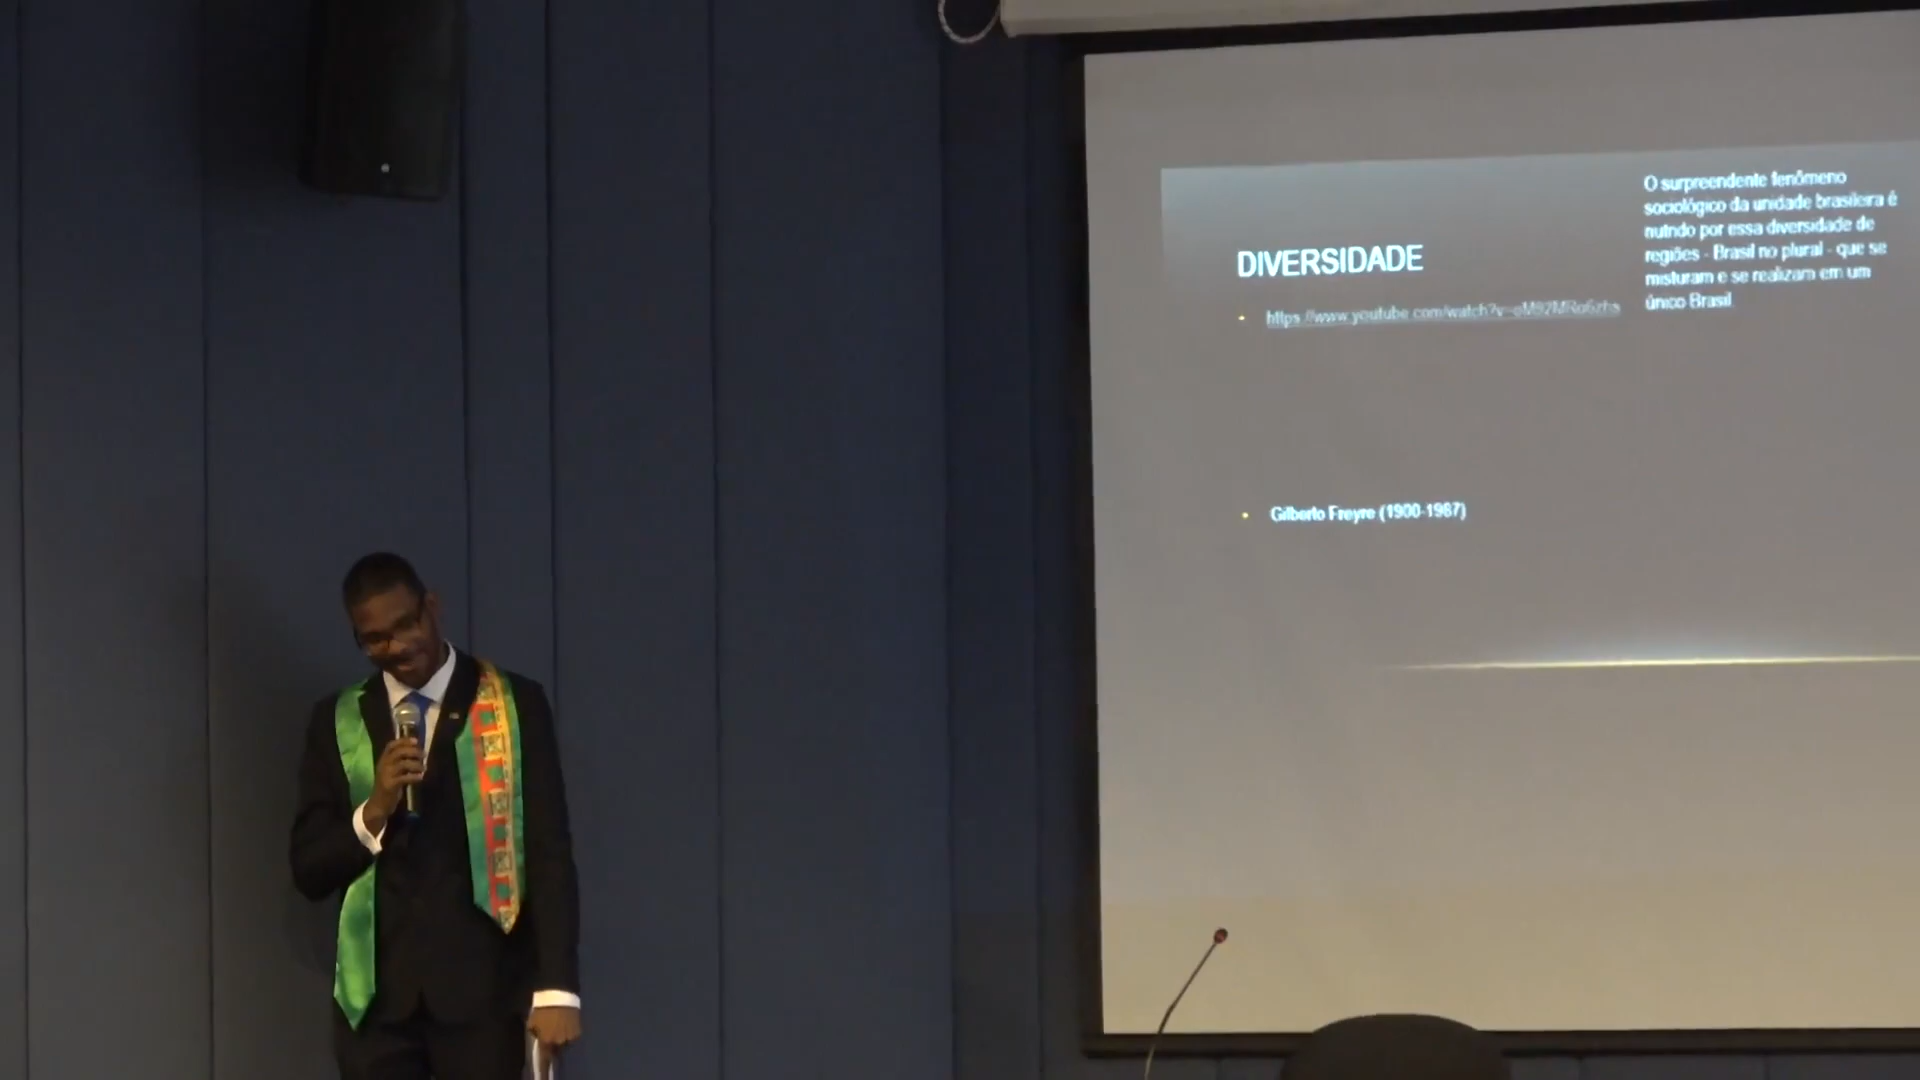 DIVERSIDADE
Gilberto Freyre (1900-1987)
O surpreendente fenômeno
sociológico da unidade brasileira é
nutrido por essa diversidade de
regiões - Brasil no plural - que se
misturam e se realizam em um
único Brasil